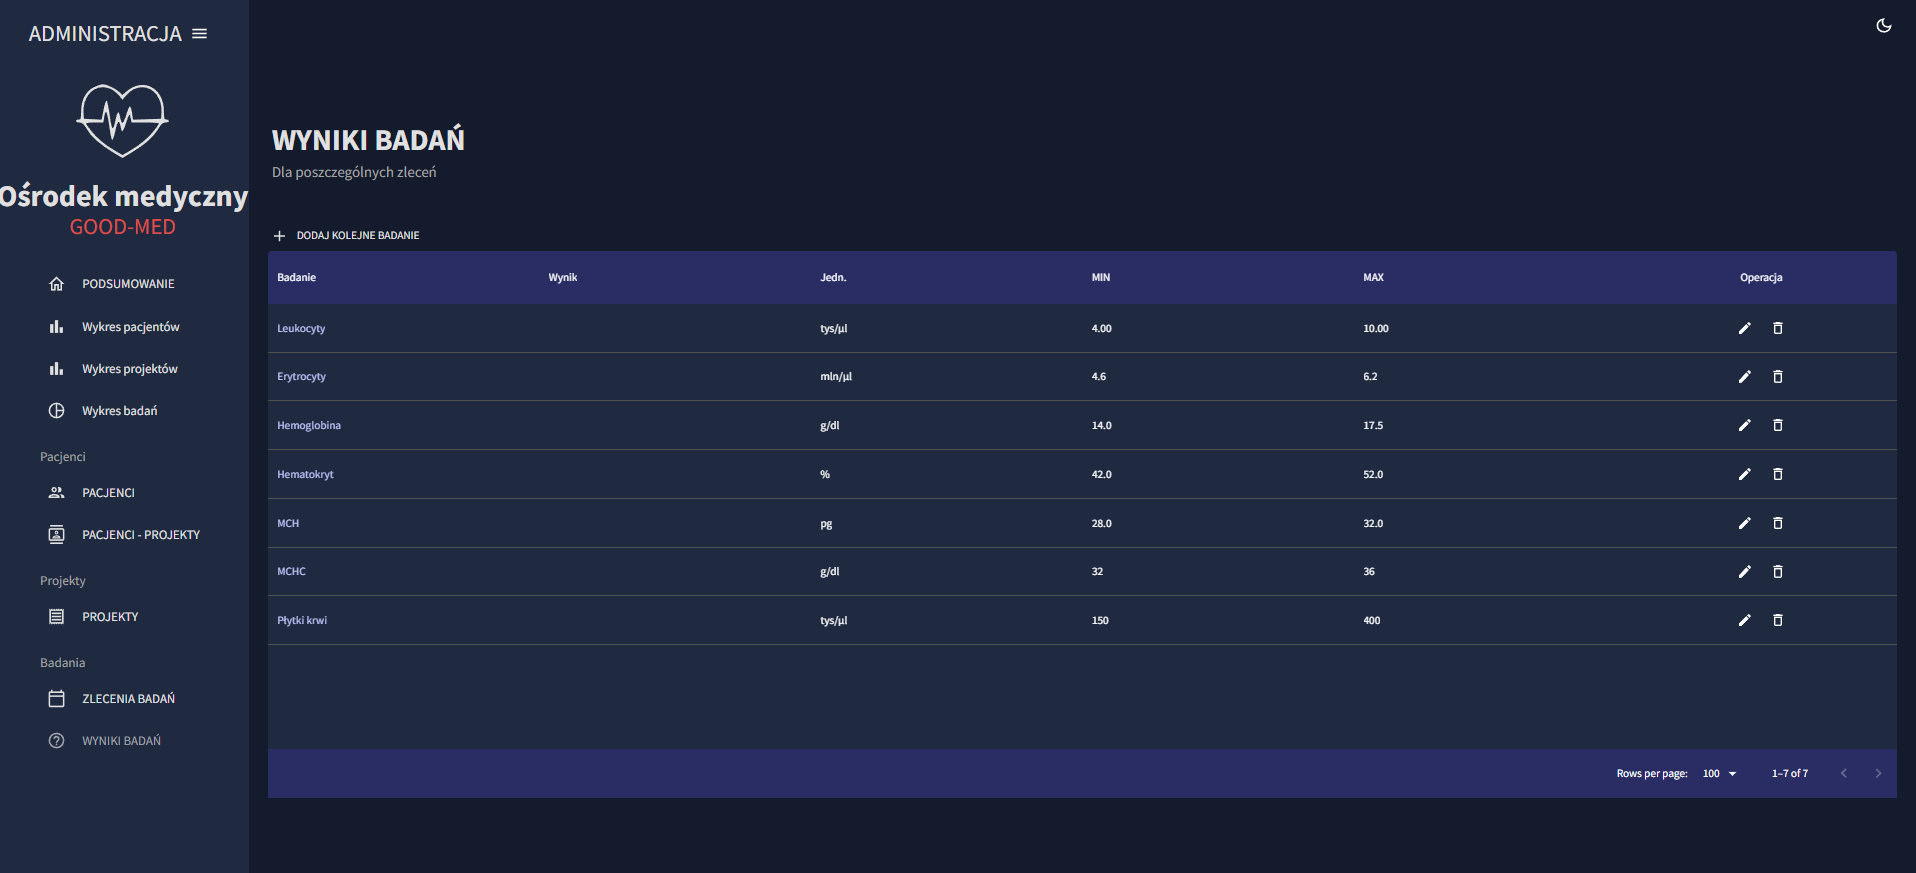 ADMINISTRACJA
Ośrodek medyczny
GOOD-MED
PODSUMOWANIE
Wykres pacjentów
Wykres projektów
Wykres badań
Pacjenci
PACJENCI
PACJENCI - PROJEKTY
Projekty
PROJEKTY
Badania
ZLECENIA BADAŃ
WYNIKI BADAŃ
WYNIKI BADAŃ
Dla poszczególnych zleceń
DODAJ KOLEJNE BADANIE
Badanie Wynik Jedn. MIN MAX Operacja
Leukocyty tys/µl 4.00 10.00
Erytrocyty mln/µl 4.6 6.2
Hemoglobina g/dl 14.0 17.5
Hematokryt % 42.0 52.0
MCH pg 28.0 32.0
MCHC g/dl 32 36
Płytki krwi tys/µl 150 400
Rows per page: 100 1–7 of 7